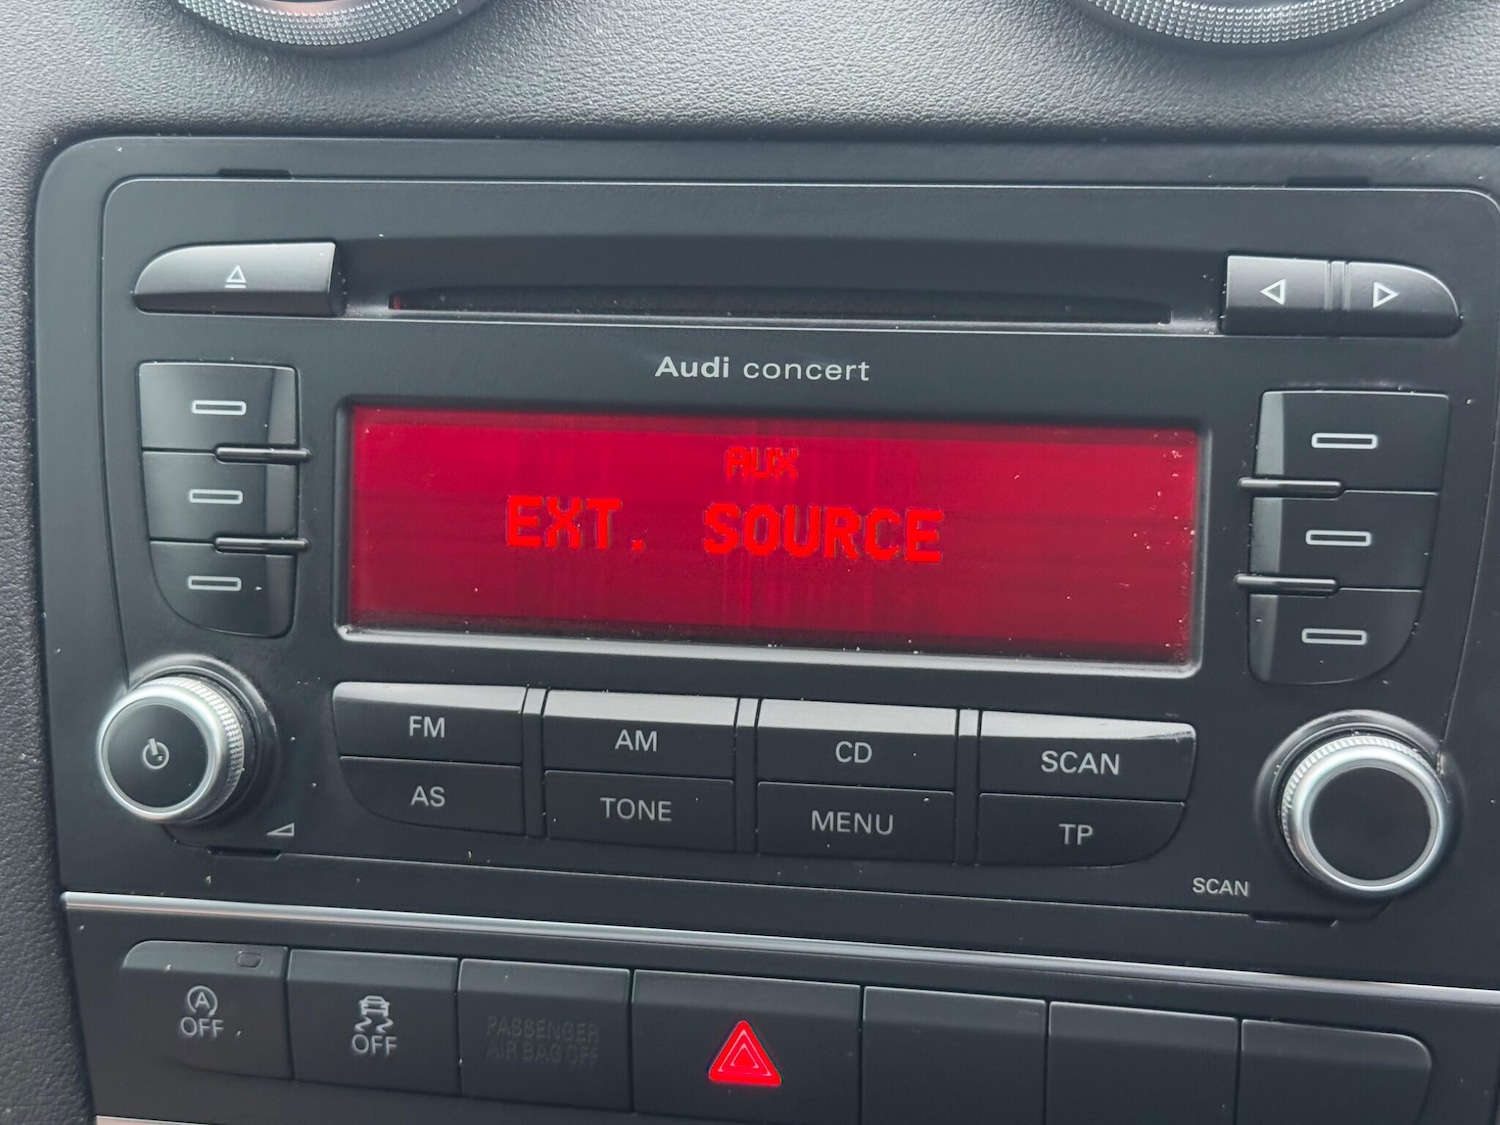 Audi concert
AUX
EXT. SOURCE
FM
AM
CD
SCAN
AS
TONE
MENU
TP
SCAN
A
OFF
OFF
PASSENGER
AIR BAG OFF